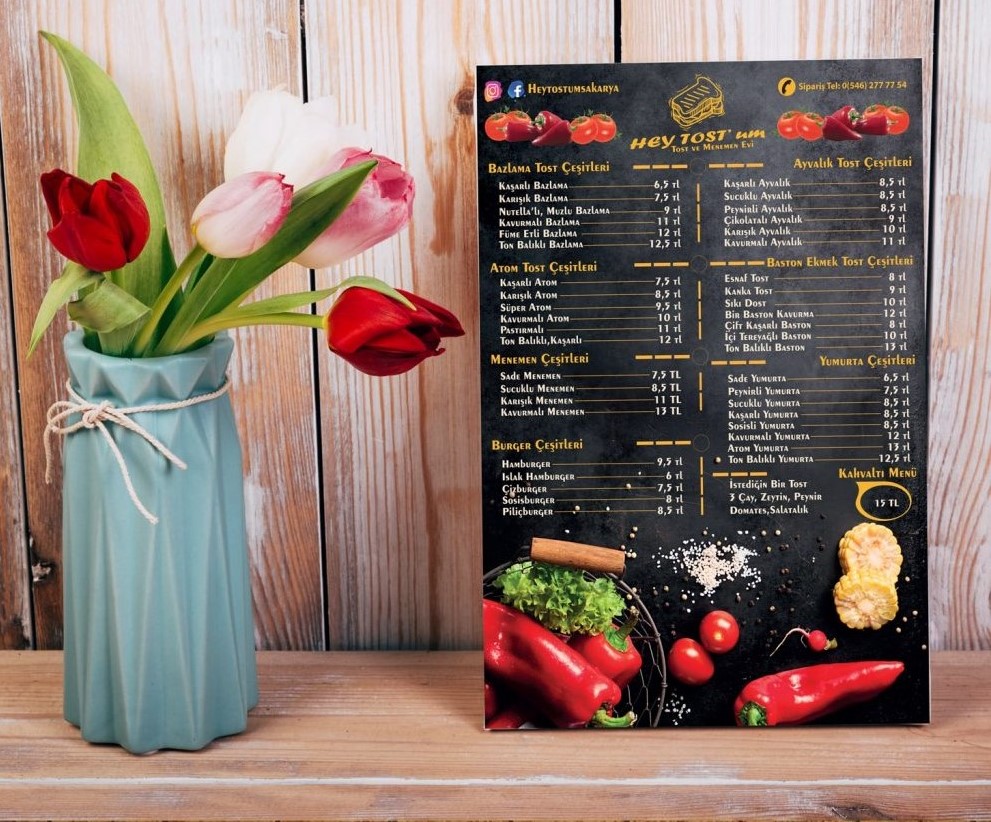 Heytostumsakarya
Sipariş Tel: 0(546) 277 77 54
HEY TOST' um
Tost ve Menemen Evi
Bazlama Tost Çeşitleri
Kaşarlı Bazlama 6,5 tl
Karışık Bazlama 7,5 tl
Nutella'lı, Muzlu Bazlama 9 tl
Kavurmalı Bazlama 11 tl
Füme Etli Bazlama 12 tl
Ton Balıklı Bazlama 12,5 tl
Atom Tost Çeşitleri
Kaşarlı Atom 7,5 tl
Karışık Atom 8,5 tl
Süper Atom 9,5 tl
Kavurmalı Atom 10 tl
Pastırmalı 11 tl
Ton Balıklı,Kaşarlı 12 tl
Menemen Çeşitleri
Sade Menemen 7,5 TL
Sucuklu Menemen 8,5 TL
Karışık Menemen 11 TL
Kavurmalı Menemen 13 TL
Burger Çeşitleri
Hamburger 9,5 tl
Islak Hamburger 6 tl
Çizburger 7,5 tl
Sosisburger 8 tl
Piliçburger 8,5 tl
Ayvalık Tost Çeşitleri
Kaşarlı Ayvalık 8,5 tl
Sucuklu Ayvalık 8,5 tl
Peynirli Ayvalık 8,5 tl
Çikolatalı Ayvalık 9 tl
Karışık Ayvalık 10 tl
Kavurmalı Ayvalık 11 tl
Baston Ekmek Tost Çeşitleri
Esnaf Tost 8 tl
Kanka Tost 9 tl
Sıkı Dost 10 tl
Bir Baston Kavurma 12 tl
Çift Kaşarlı Baston 8 tl
İçi Tereyağlı Baston 10 tl
Ton Balıklı Baston 13 tl
Yumurta Çeşitleri
Sade Yumurta 6,5 tl
Peynirli Yumurta 7,5 tl
Sucuklu Yumurta 8,5 tl
Kaşarlı Yumurta 8,5 tl
Sosisli Yumurta 8,5 tl
Kavurmalı Yumurta 12 tl
Atom Yumurta 13 tl
Ton Balıklı Yumurta 12,5 tl
Kahvaltı Menü
İstediğin Bir Tost
3 Çay, Zeytin, Peynir
Domates,Salatalık
15 TL